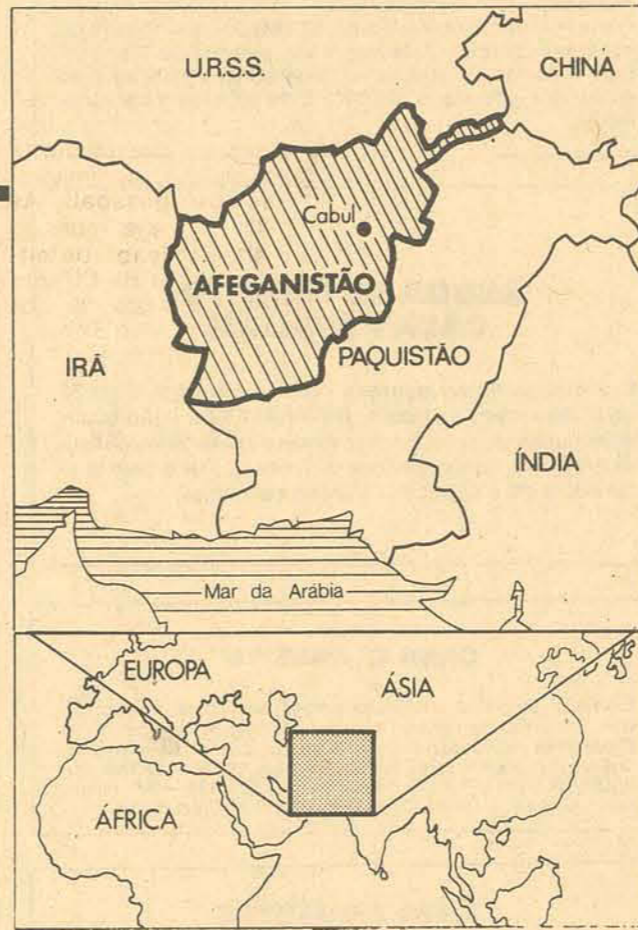 U.R.S.S.
CHINA
Cabul
AFEGANISTÃO
IRÃ
PAQUISTÃO
ÍNDIA
Mar da Arábia
EUROPA
ÁSIA
ÁFRICA